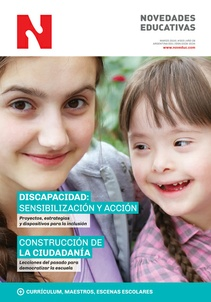 N
NOVEDADES
EDUCATIVAS
www.noveduc.com
DISCAPACIDAD:
SENSIBILIZACIÓN Y ACCIÓN
Proyectos, estrategias
y dispositivos para la inclusión
CONSTRUCCIÓN DE
LA CIUDADANÍA
Lecciones del pasado para
democratizar la escuela
CURRÍCULUM, MAESTROS, ESCENAS ESCOLARES